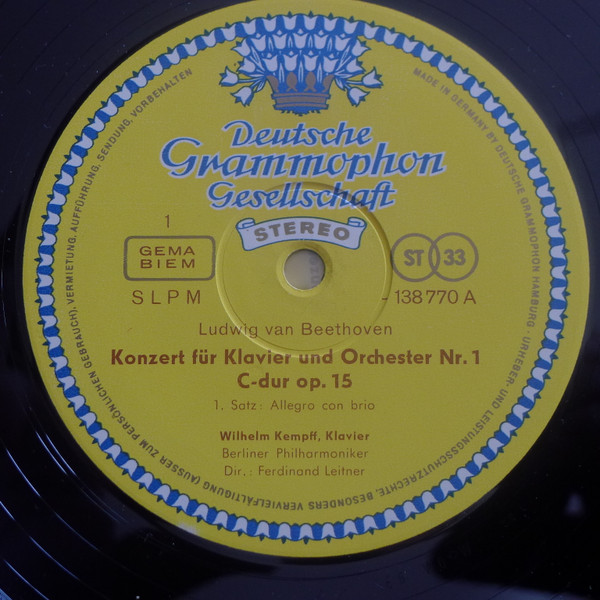 Deutsche
Grammophon
Gesellschaft
STEREO
1
GEMA
BIEM
ST 33
SLPM
-138 770 A
Ludwig van Beethoven
Konzert für Klavier und Orchester Nr. 1
C-dur op. 15
1. Satz: Allegro con brio
Wilhelm Kempff, Klavier
Berliner Philharmoniker
Dir.: Ferdinand Leitner
MADE IN GERMANY BY DEUTSCHE GRAMMOPHON HAMBURG · URHEBER- UND LEISTUNGSSCHUTZRECHTE, BESONDERS VERVIELFÄLTIGUNG (AUSSER ZUM PERSÖNLICHEN GEBRAUCH), VERMIETUNG, AUFFÜHRUNG, SENDUNG, VORBEHALTEN